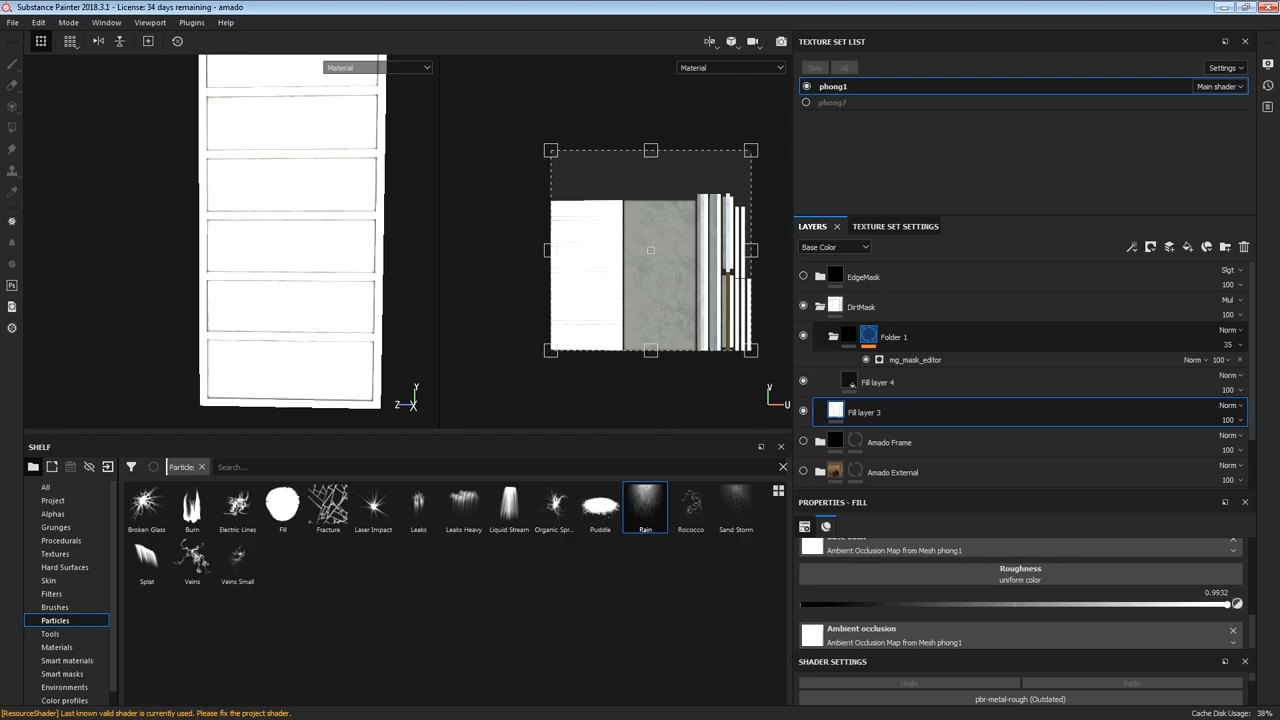 Substance Painter 2018.3.1 - License: 34 days remaining - amado
File Edit Mode Window Viewport Plugins Help
Material
Material
Y
Z X
V
U
TEXTURE SET LIST
Solo All Settings
phong1 Main shader
phong7
LAYERS TEXTURE SET SETTINGS
Base Color
EdgeMask Slgt 100
DirtMask Mul 100
Folder 1 Norm 35
mg_mask_editor Norm 100
Fill layer 4 Norm 100
Fill layer 3 Norm 100
Amado Frame Norm 100
Amado External Norm 100
PROPERTIES - FILL
Base Color
Ambient Occlusion Map from Mesh phong1
Roughness
uniform color
0.9932
Ambient occlusion
Ambient Occlusion Map from Mesh phong1
SHADER SETTINGS
Undo Redo
pbr-metal-rough (Outdated)
SHELF
Particle Search...
All
Project
Alphas
Grunges
Procedurals
Textures
Hard Surfaces
Skin
Filters
Brushes
Particles
Tools
Materials
Smart materials
Smart masks
Environments
Color profiles
Broken Glass Burn Electric Lines Fill Fracture Laser Impact Leaks Leaks Heavy Liquid Stream Organic Spr... Puddle Rain Rococco Sand Storm
Splat Veins Veins Small
[ResourceShader] Last known valid shader is currently used. Please fix the project shader.
Cache Disk Usage: 38%